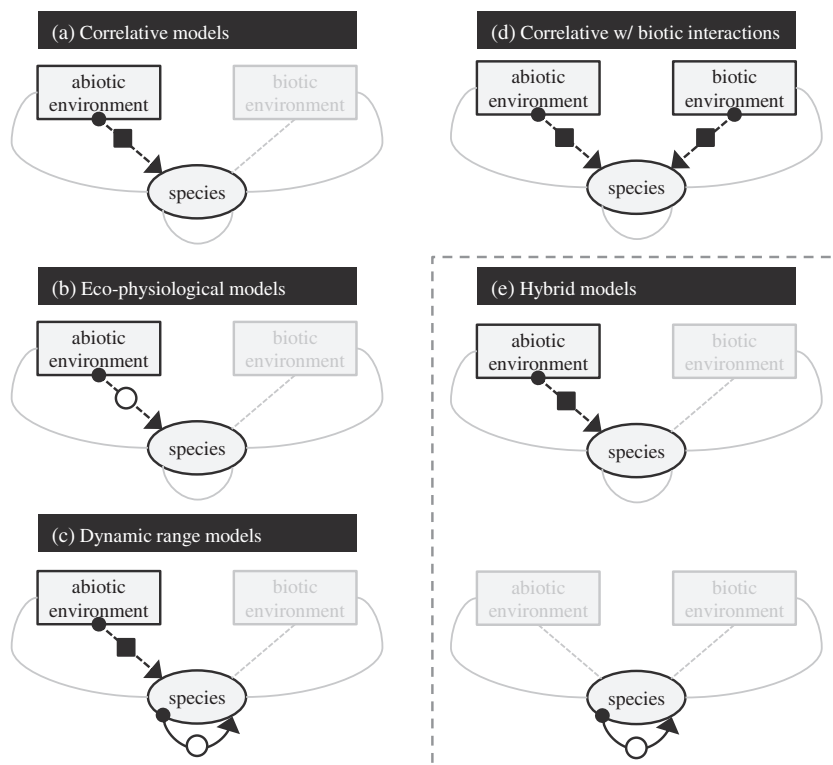 (a) Correlative models
abiotic
environment
biotic
environment
species
(b) Eco-physiological models
abiotic
environment
biotic
environment
species
(c) Dynamic range models
abiotic
environment
biotic
environment
species
(d) Correlative w/ biotic interactions
abiotic
environment
biotic
environment
species
(e) Hybrid models
abiotic
environment
biotic
environment
species
abiotic
environment
biotic
environment
species